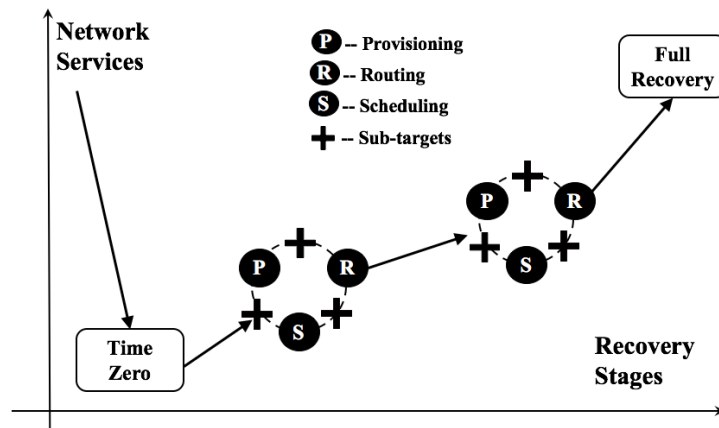 Network
Services
P -- Provisioning
R -- Routing
S -- Scheduling
-- Sub-targets
Full
Recovery
P
R
S
P
R
S
Time
Zero
Recovery
Stages